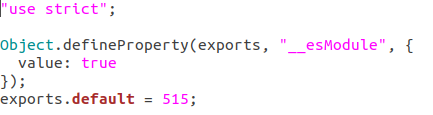 "use strict";
Object.defineProperty(exports, "__esModule", {
  value: true
});
exports.default = 515;